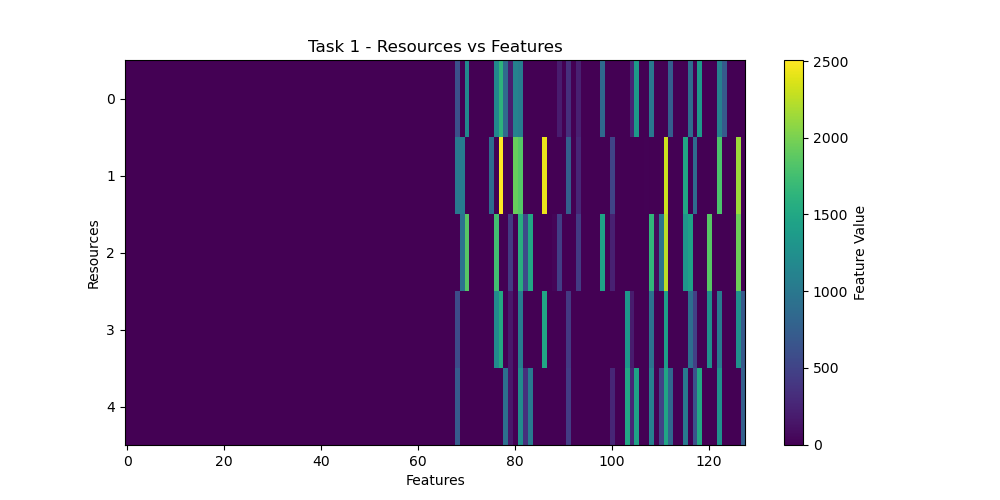 Task 1 - Resources vs Features
Resources
0
1
2
3
4
0 20 40 60 80 100 120
Features
2500
2000
1500
1000
500
0
Feature Value